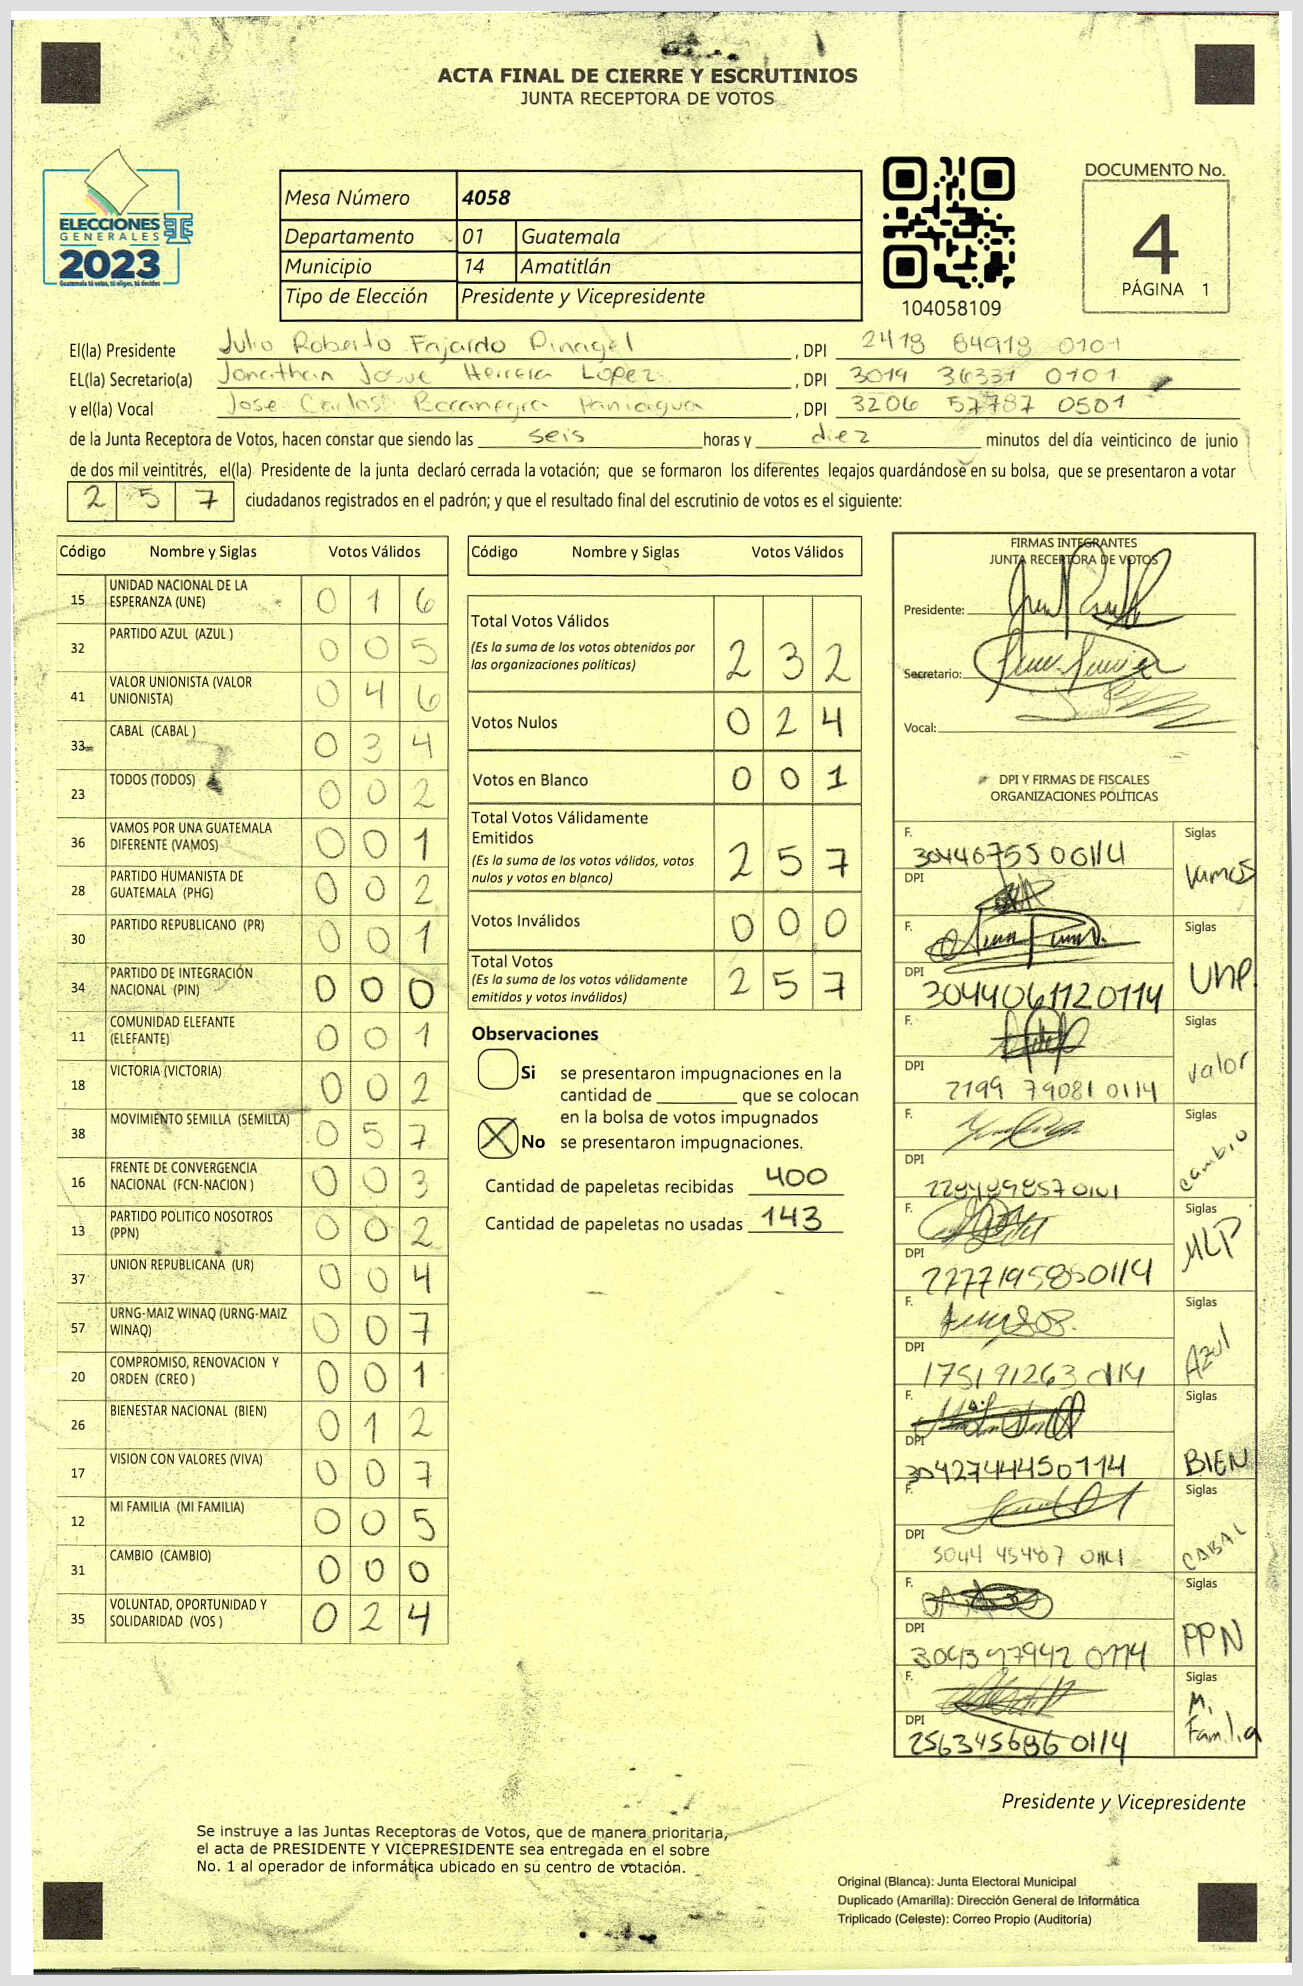 ACTA FINAL DE CIERRE Y ESCRUTINIOS
JUNTA RECEPTORA DE VOTOS
ELECCIONES
GENERALES
2023
Guatemala tú votas, tú eliges, tú decides
Mesa Número 4058
Departamento 01 Guatemala
Municipio 14 Amatitlán
Tipo de Elección Presidente y Vicepresidente
104058109
DOCUMENTO No.
4
PÁGINA 1
El(la) Presidente Julio Roberto Fajardo , DPI 2418 64918 0101
EL(la) Secretario(a) Jonathan Josue Herrera Lopez , DPI 3019 36331 0101
y el(la) Vocal Jose Carlos Bocanegra Paniagua , DPI 3206 57787 0501
de la Junta Receptora de Votos, hacen constar que siendo las seis horas y diez minutos del día veinticinco de junio
de dos mil veintitrés, el(la) Presidente de la junta declaró cerrada la votación; que se formaron los diferentes legajos guardándose en su bolsa, que se presentaron a votar
2 5 7 ciudadanos registrados en el padrón; y que el resultado final del escrutinio de votos es el siguiente:
Código Nombre y Siglas Votos Válidos
15 UNIDAD NACIONAL DE LA ESPERANZA (UNE) 0 1 6
32 PARTIDO AZUL (AZUL ) 0 0 5
41 VALOR UNIONISTA (VALOR UNIONISTA) 0 4 6
33 CABAL (CABAL ) 0 3 4
23 TODOS (TODOS) 0 0 2
36 VAMOS POR UNA GUATEMALA DIFERENTE (VAMOS) 0 0 1
28 PARTIDO HUMANISTA DE GUATEMALA (PHG) 0 0 2
30 PARTIDO REPUBLICANO (PR) 0 0 1
34 PARTIDO DE INTEGRACIÓN NACIONAL (PIN) 0 0 0
11 COMUNIDAD ELEFANTE (ELEFANTE) 0 0 1
18 VICTORIA (VICTORIA) 0 0 2
38 MOVIMIENTO SEMILLA (SEMILLA) 0 5 7
16 FRENTE DE CONVERGENCIA NACIONAL (FCN-NACION ) 0 0 3
13 PARTIDO POLITICO NOSOTROS (PPN) 0 0 2
37 UNION REPUBLICANA (UR) 0 0 4
57 URNG-MAIZ WINAQ (URNG-MAIZ WINAQ) 0 0 7
20 COMPROMISO, RENOVACION Y ORDEN (CREO ) 0 0 1
26 BIENESTAR NACIONAL (BIEN) 0 1 2
17 VISION CON VALORES (VIVA) 0 0 7
12 MI FAMILIA (MI FAMILIA) 0 0 5
31 CAMBIO (CAMBIO) 0 0 0
35 VOLUNTAD, OPORTUNIDAD Y SOLIDARIDAD (VOS ) 0 2 4
Código Nombre y Siglas Votos Válidos
Total Votos Válidos 2 3 2
(Es la suma de los votos obtenidos por
las organizaciones políticas)
Votos Nulos 0 2 4
Votos en Blanco 0 0 1
Total Votos Válidamente
Emitidos 2 5 7
(Es la suma de los votos válidos, votos
nulos y votos en blanco)
Votos Inválidos 0 0 0
Total Votos 2 5 7
(Es la suma de los votos válidamente
emitidos y votos inválidos)
Observaciones
Si se presentaron impugnaciones en la
cantidad de ________ que se colocan
en la bolsa de votos impugnados
X No se presentaron impugnaciones.
Cantidad de papeletas recibidas 400
Cantidad de papeletas no usadas 143
FIRMAS INTEGRANTES
JUNTA RECEPTORA DE VOTOS
Presidente:
Secretario:
Vocal:
DPI Y FIRMAS DE FISCALES
ORGANIZACIONES POLÍTICAS
F. Siglas
3044675500114 Vamos
DPI
F. Siglas
DPI 3044061120114 UNE
F. Siglas
DPI 2199 79081 0114 Valor
F. Siglas
DPI 2284898570101 Cambio
F. Siglas
DPI 2277195850114 MLP
F. Siglas
DPI 175191263 0114 Azul
F. Siglas
DPI 3042744450114 BIEN
F. Siglas
DPI 3044 45487 0114 CABAL
F. Siglas
DPI 304397942 0114 PPN
F. Siglas
DPI 2563456860114 M. Familia
Presidente y Vicepresidente
Se instruye a las Juntas Receptoras de Votos, que de manera prioritaria,
el acta de PRESIDENTE Y VICEPRESIDENTE sea entregada en el sobre
No. 1 al operador de informática ubicado en su centro de votación.
Original (Blanca): Junta Electoral Municipal
Duplicado (Amarilla): Dirección General de Informática
Triplicado (Celeste): Correo Propio (Auditoría)